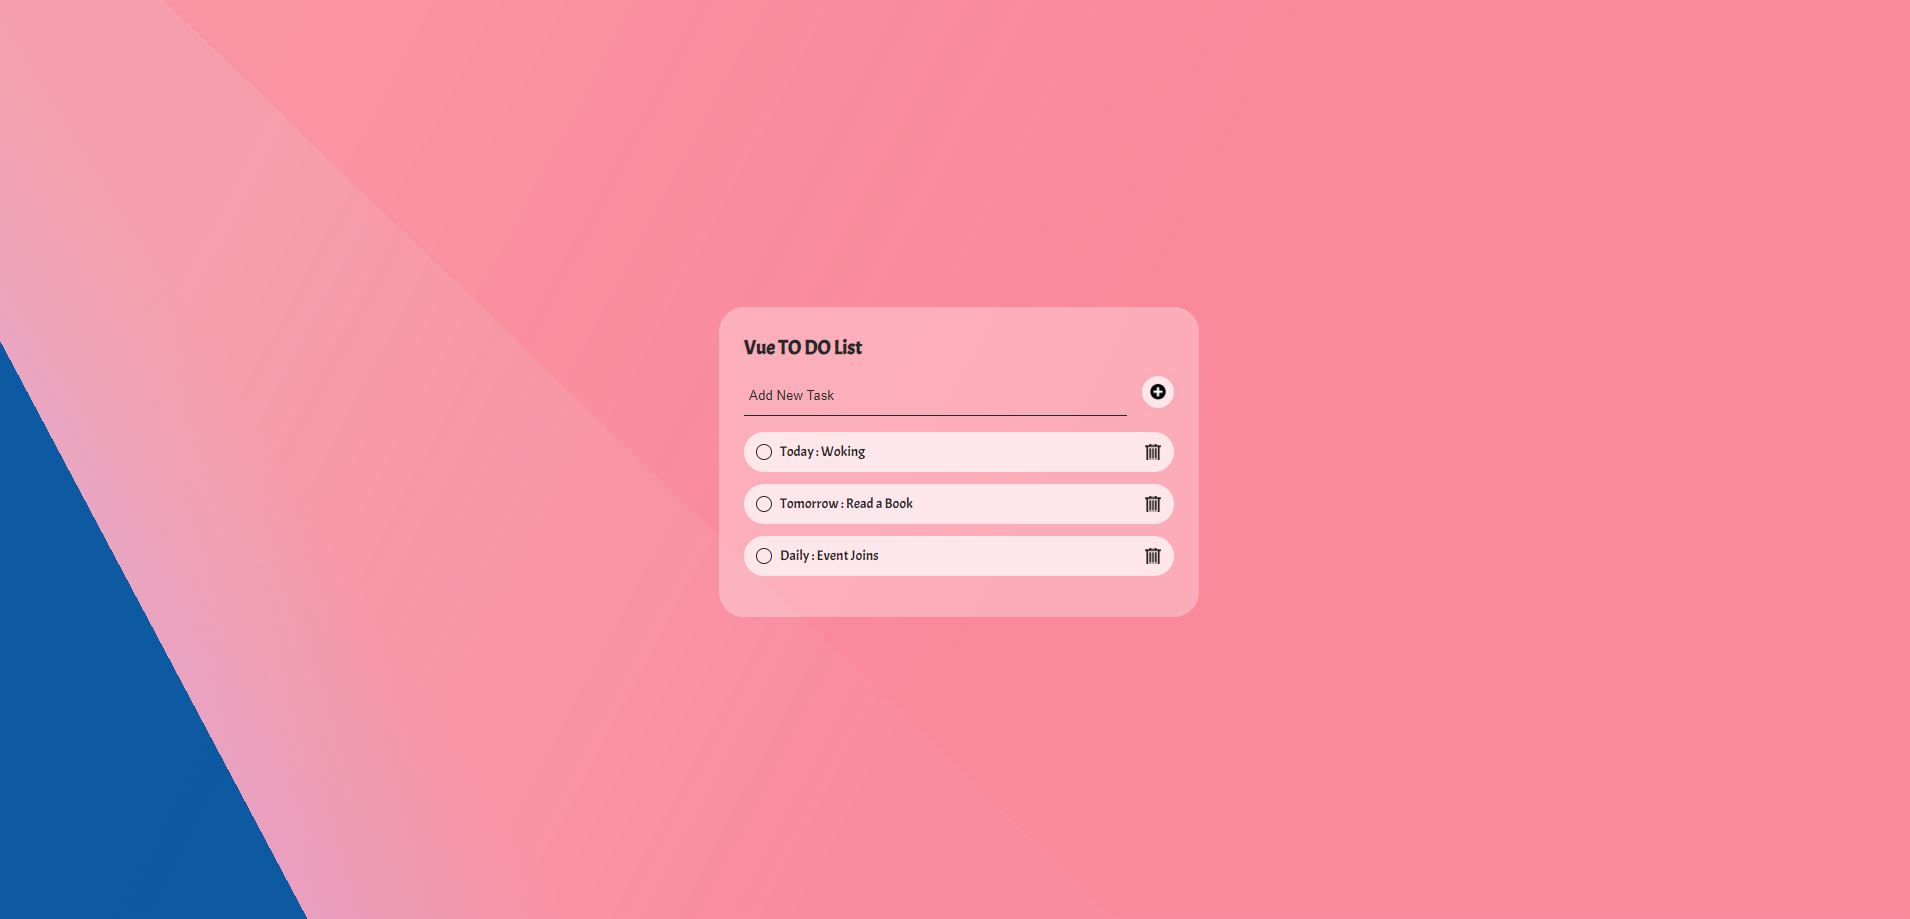 Vue TO DO List
Add New Task
Today : Woking
Tomorrow : Read a Book
Daily : Event Joins